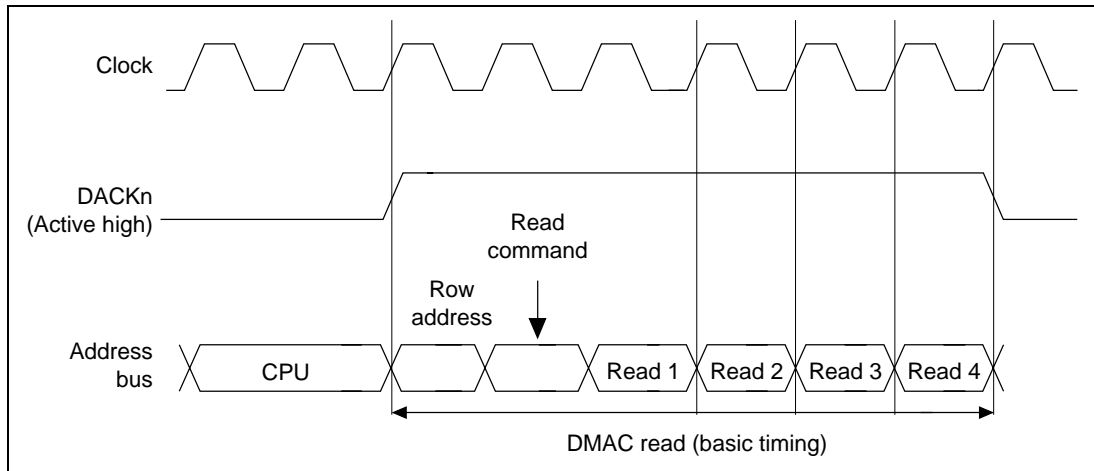 Clock
DACKn
(Active high)
Read
command
Row
address
Address
bus
CPU
Read 1
Read 2
Read 3
Read 4
DMAC read (basic timing)